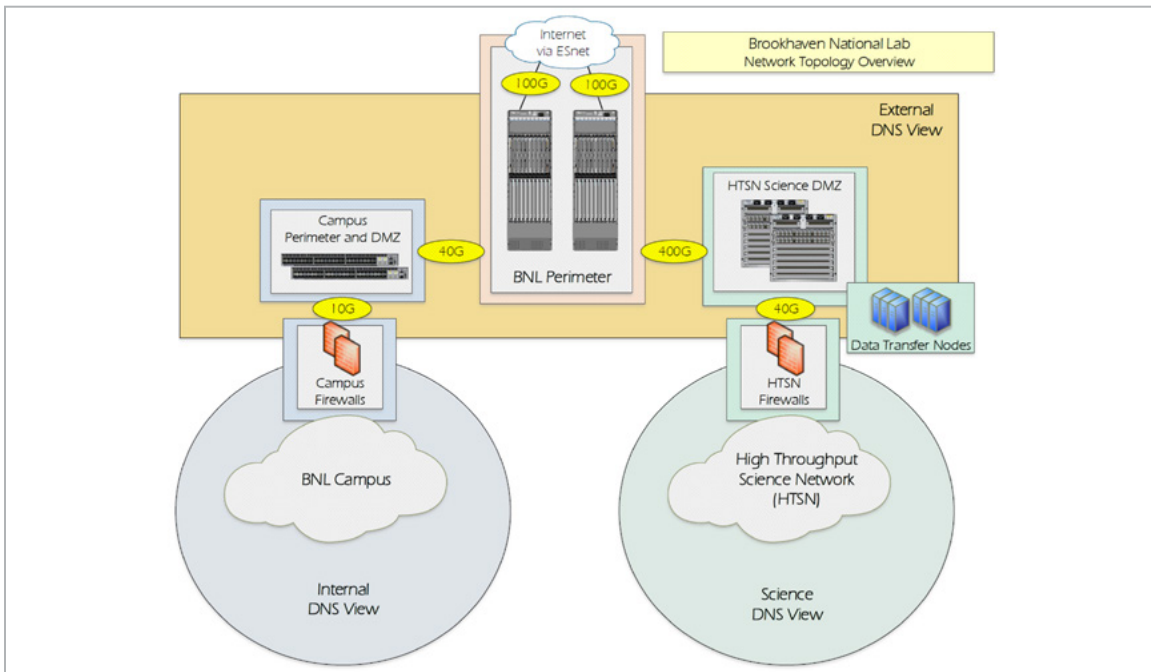 Internet
via ESnet
Brookhaven National Lab
Network Topology Overview
100G
100G
External
DNS View
HTSN Science DMZ
Campus
Perimeter and DMZ
40G
400G
BNL Perimeter
10G
40G
Data Transfer Nodes
Campus
Firewalls
HTSN
Firewalls
BNL Campus
High Throughput
Science Network
(HTSN)
Internal
DNS View
Science
DNS View